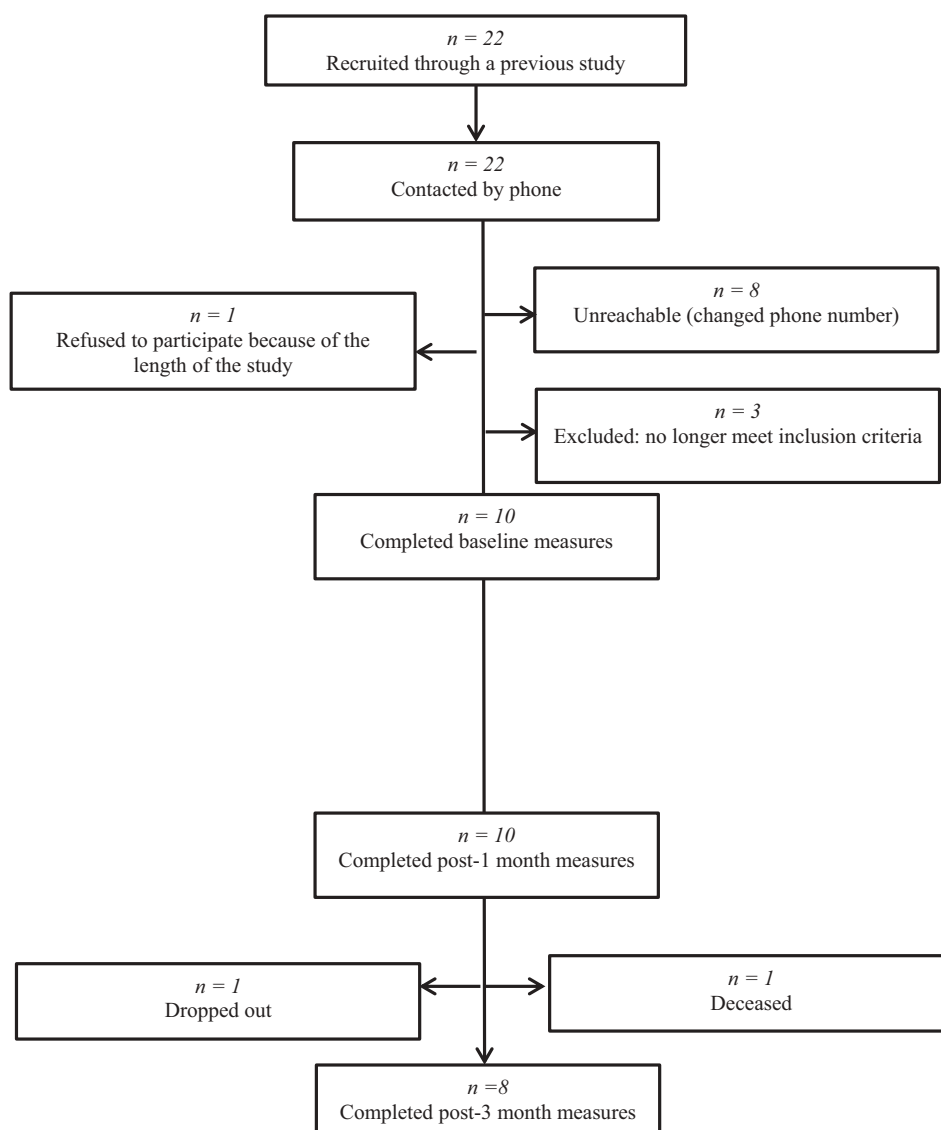 n = 22
Recruited through a previous study
n = 22
Contacted by phone
n = 8
Unreachable (changed phone number)
n = 1
Refused to participate because of the
length of the study
n = 3
Excluded: no longer meet inclusion criteria
n = 10
Completed baseline measures
n = 10
Completed post-1 month measures
n = 1
Dropped out
n = 1
Deceased
n =8
Completed post-3 month measures